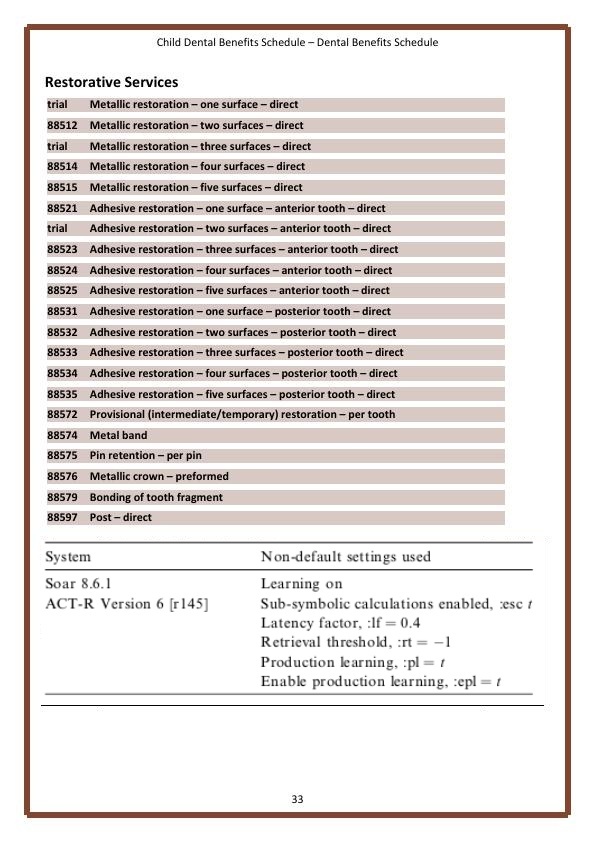 Child Dental Benefits Schedule – Dental Benefits Schedule
Restorative Services
trial Metallic restoration – one surface – direct
88512 Metallic restoration – two surfaces – direct
trial Metallic restoration – three surfaces – direct
88514 Metallic restoration – four surfaces – direct
88515 Metallic restoration – five surfaces – direct
88521 Adhesive restoration – one surface – anterior tooth – direct
trial Adhesive restoration – two surfaces – anterior tooth – direct
88523 Adhesive restoration – three surfaces – anterior tooth – direct
88524 Adhesive restoration – four surfaces – anterior tooth – direct
88525 Adhesive restoration – five surfaces – anterior tooth – direct
88531 Adhesive restoration – one surface – posterior tooth – direct
88532 Adhesive restoration – two surfaces – posterior tooth – direct
88533 Adhesive restoration – three surfaces – posterior tooth – direct
88534 Adhesive restoration – four surfaces – posterior tooth – direct
88535 Adhesive restoration – five surfaces – posterior tooth – direct
88572 Provisional (intermediate/temporary) restoration – per tooth
88574 Metal band
88575 Pin retention – per pin
88576 Metallic crown – preformed
88579 Bonding of tooth fragment
88597 Post – direct
System Non-default settings used
Soar 8.6.1 Learning on
ACT-R Version 6 [r145] Sub-symbolic calculations enabled, :esc t
Latency factor, :lf = 0.4
Retrieval threshold, :rt = −1
Production learning, :pl = t
Enable production learning, :epl = t
33